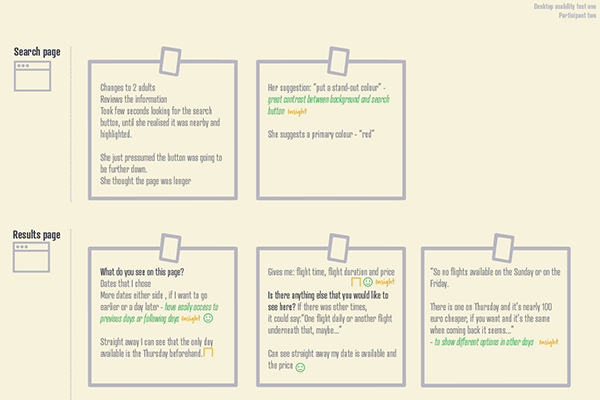 Desktop usability test one
Participant two
Search page
Changes to 2 adults
Reviews the information
Took few seconds looking for the search
button, until she realised it was nearby and
highlighted.
She just pressumed the button was going to
be further down.
She thought the page was longer
Her suggestion: "put a stand-out colour" -
great contrast between background and search
button Insight
She suggests a primary colour - "red"
Results page
What do you see on this page?
Dates that I chose
More dates either side , if I want to go
earlier or a day later - have easily access to
previous days or following days Insight
Straight away I can see that the only day
available is the Thursday beforehand.
Gives me: flight time, flight duration and price
Insight
Is there anything else that you would like to
see here? If there was other times,
it could say:"One flight daily or another flight
underneath that, maybe..."
Can see straight away my date is available and
the price
"So no flights available on the Sunday or on the
Friday.
There is one on Thursday and it's nearly 100
euro cheaper, if you want and it's the same
when coming back it seems..."
- to show different options in other days Insight